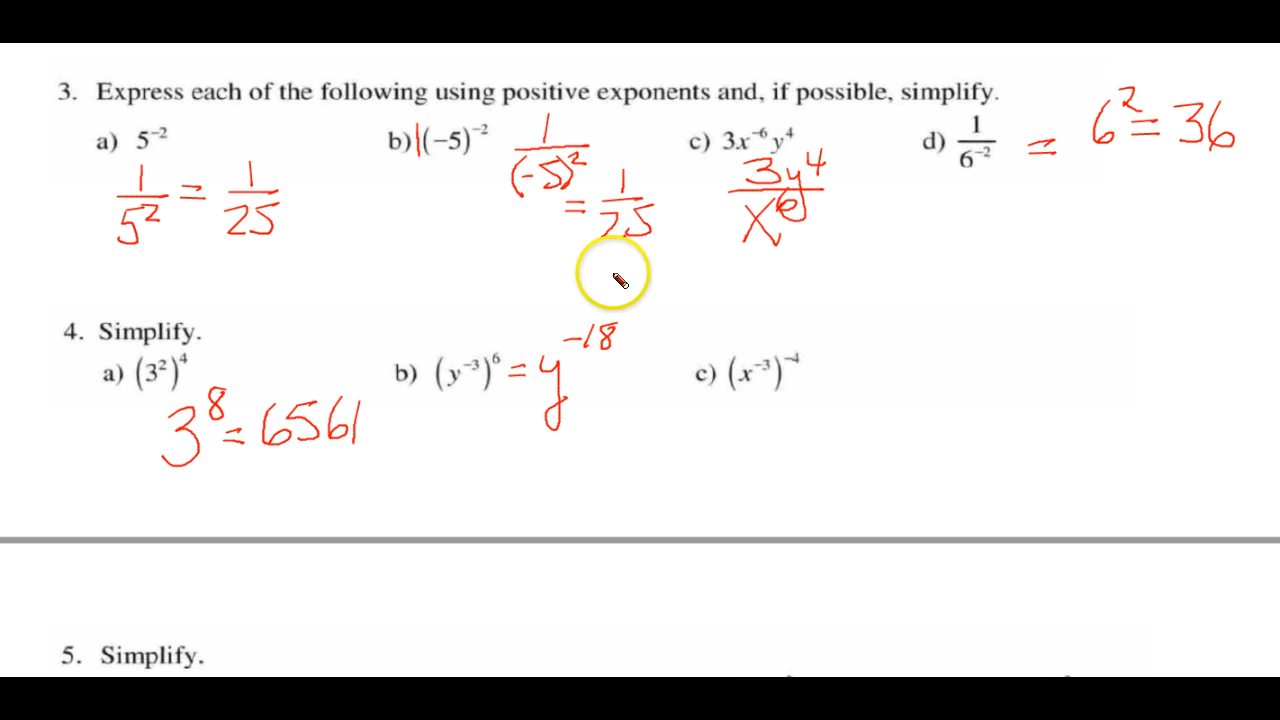 3. Express each of the following using positive exponents and, if possible, simplify.
a) 5⁻² b) |(−5)⁻² 1/(−5)² c) 3x⁻⁶y⁴ d) 1/6⁻² = 6² = 36
1/5² = 1/25 = 1/25 3y⁴/x⁶
4. Simplify.
a) (3²)⁴ b) (y⁻³)⁶ = y⁻¹⁸ c) (x⁻³)⁻⁴
3⁸ = 6561
5. Simplify.